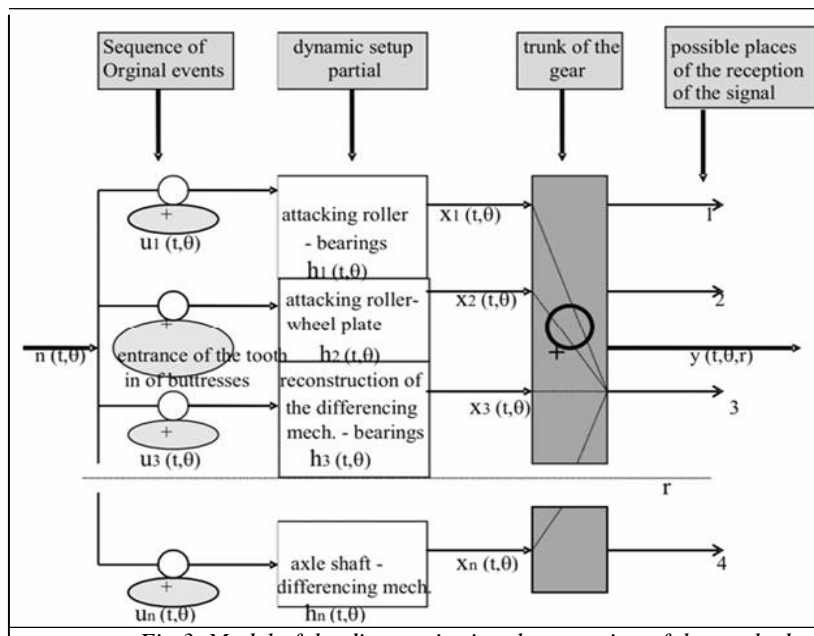 Sequence of
Orginal events
dynamic setup
partial
trunk of the
gear
possible places
of the reception
of the signal
attacking roller
- bearings
h1 (t,θ)
+
u1 (t,θ)
x1 (t,θ)
1
attacking roller-
wheel plate
h2 (t,θ)
+
entrance of the tooth
in of buttresses
x2 (t,θ)
2
n (t,θ)
+
y (t,θ,r)
reconstruction of
the differencing
mech. - bearings
h3 (t,θ)
+
u3 (t,θ)
x3 (t,θ)
3
r
axle shaft -
differencing mech.
hn (t,θ)
+
un (t,θ)
xn (t,θ)
4